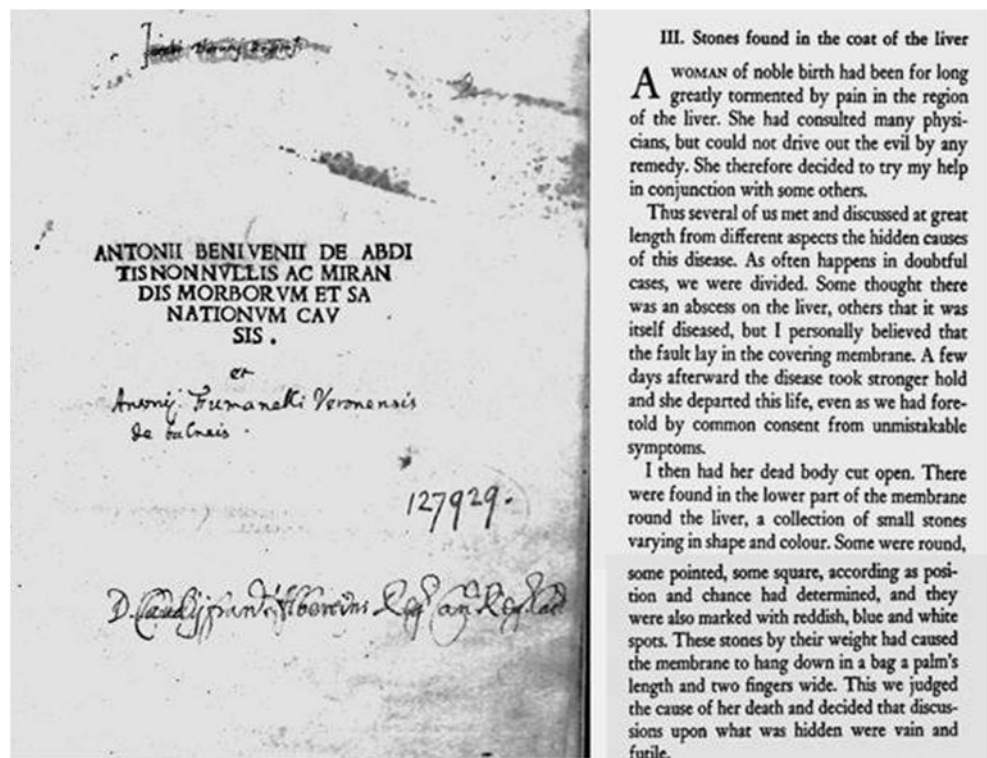 ANTONII BENIVENII DE ABDI
TIS NONNVLLIS AC MIRAN
DIS MORBORVM ET SA
NATIONVM CAV
SIS .
et
Antonij Fumanelli Veronensis
de balneis .
127929.
III. Stones found in the coat of the liver
A WOMAN of noble birth had been for long
greatly tormented by pain in the region
of the liver. She had consulted many physi-
cians, but could not drive out the evil by any
remedy. She therefore decided to try my help
in conjunction with some others.
Thus several of us met and discussed at great
length from different aspects the hidden causes
of this disease. As often happens in doubtful
cases, we were divided. Some thought there
was an abscess on the liver, others that it was
itself diseased, but I personally believed that
the fault lay in the covering membrane. A few
days afterward the disease took stronger hold
and she departed this life, even as we had fore-
told by common consent from unmistakable
symptoms.
I then had her dead body cut open. There
were found in the lower part of the membrane
round the liver, a collection of small stones
varying in shape and colour. Some were round,
some pointed, some square, according as posi-
tion and chance had determined, and they
were also marked with reddish, blue and white
spots. These stones by their weight had caused
the membrane to hang down in a bag a palm's
length and two fingers wide. This we judged
the cause of her death and decided that discus-
sions upon what was hidden were vain and
futile.